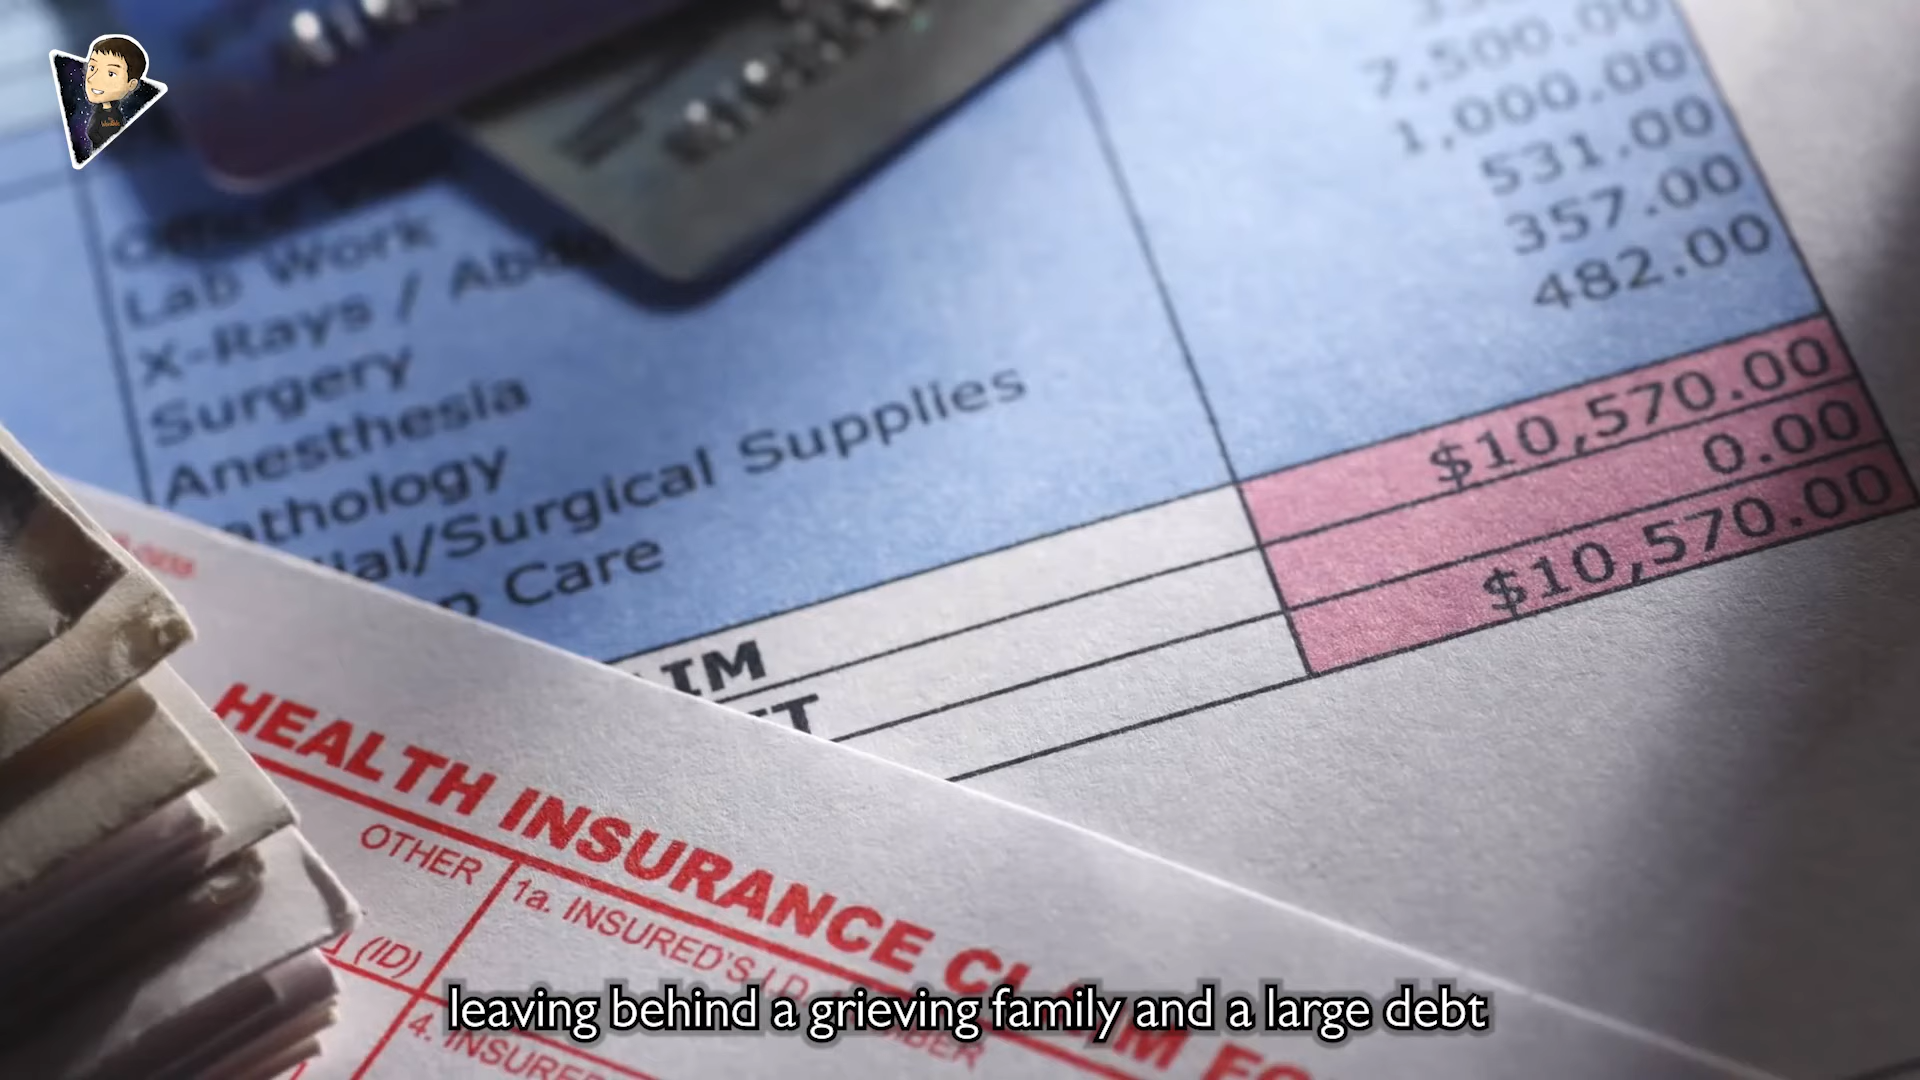 Lab Work
X-Rays /
Surgery
Anesthesia
Surgical Supplies
Care
7,500.00
1,000.00
531.00
357.00
482.00
$10,570.00
0.00
$10,570.00
HEALTH INSURANCE
OTHER
1a. INSURED'S I.D.
(ID)
4.
leaving behind a grieving family and a large debt